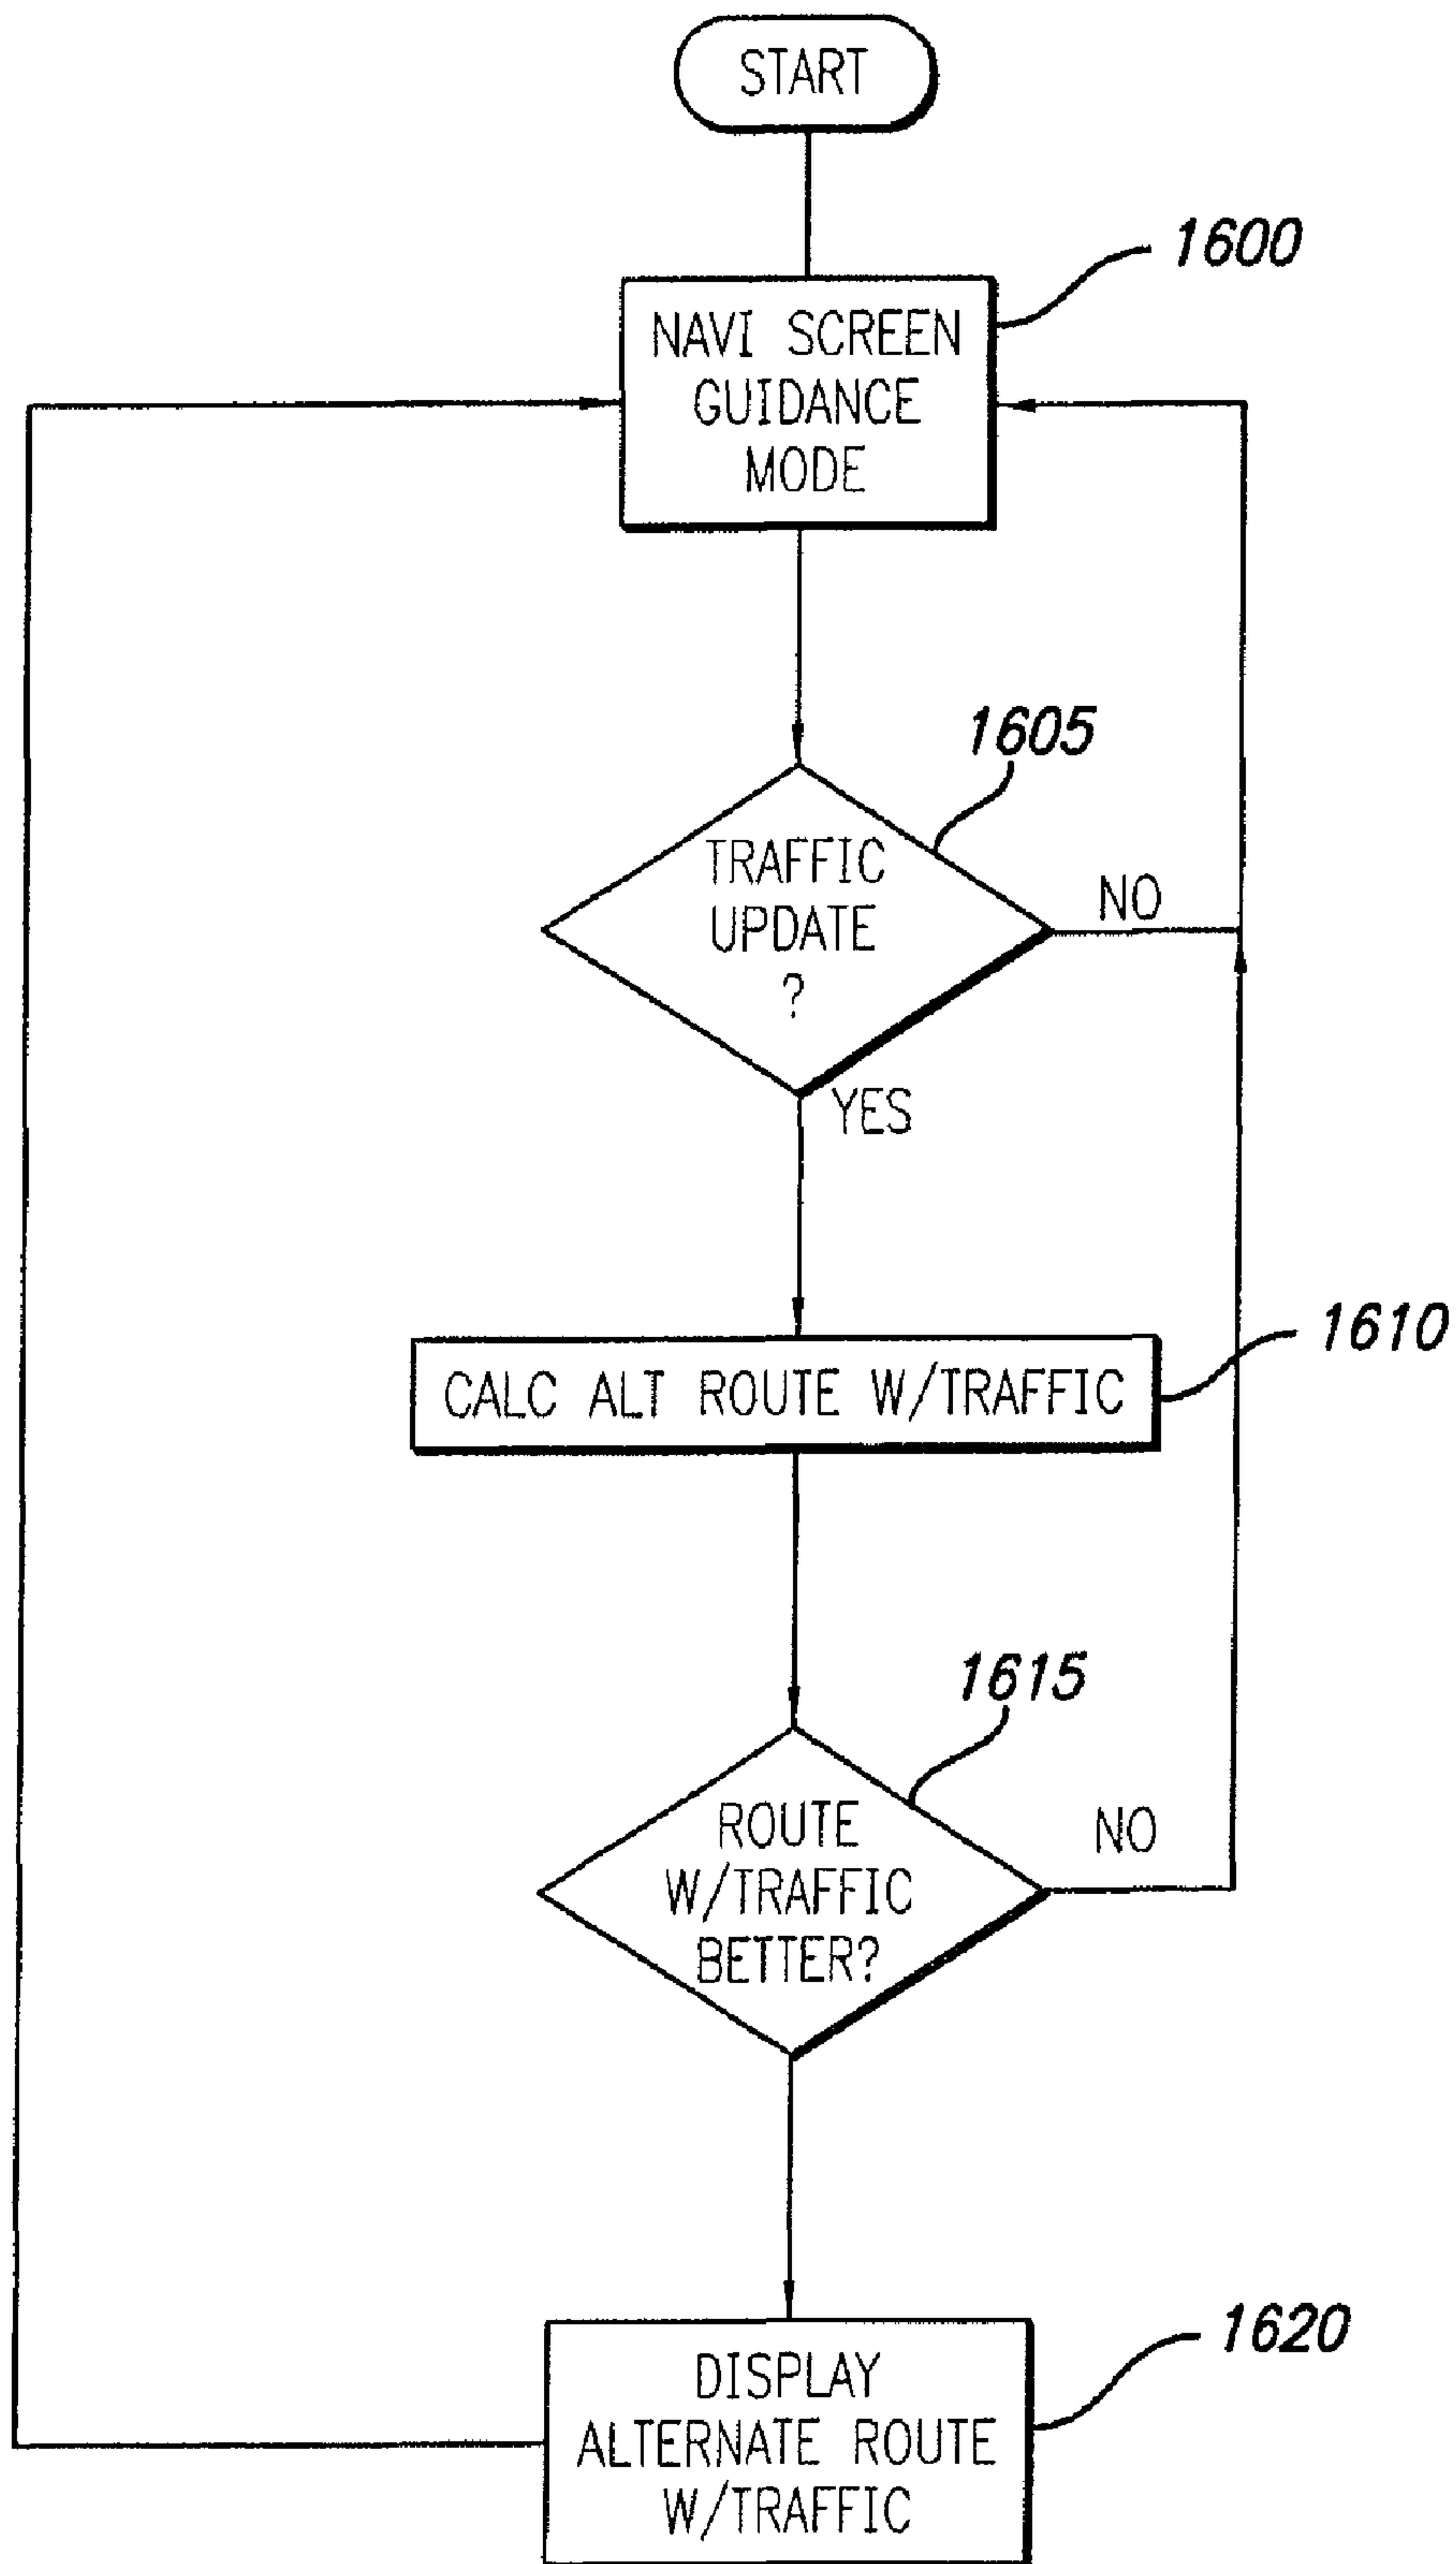 START
1600
NAVI SCREEN
GUIDANCE
MODE
1605
TRAFFIC
UPDATE
?
NO
YES
1610
CALC ALT ROUTE W/TRAFFIC
1615
ROUTE
W/TRAFFIC
BETTER?
NO
1620
DISPLAY
ALTERNATE ROUTE
W/TRAFFIC